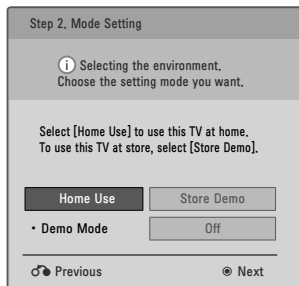 Step 2. Mode Setting
i Selecting the environment.
Choose the setting mode you want.
Select [Home Use] to use this TV at home.
To use this TV at store, select [Store Demo].
Home Use Store Demo
• Demo Mode Off
Previous ◉ Next